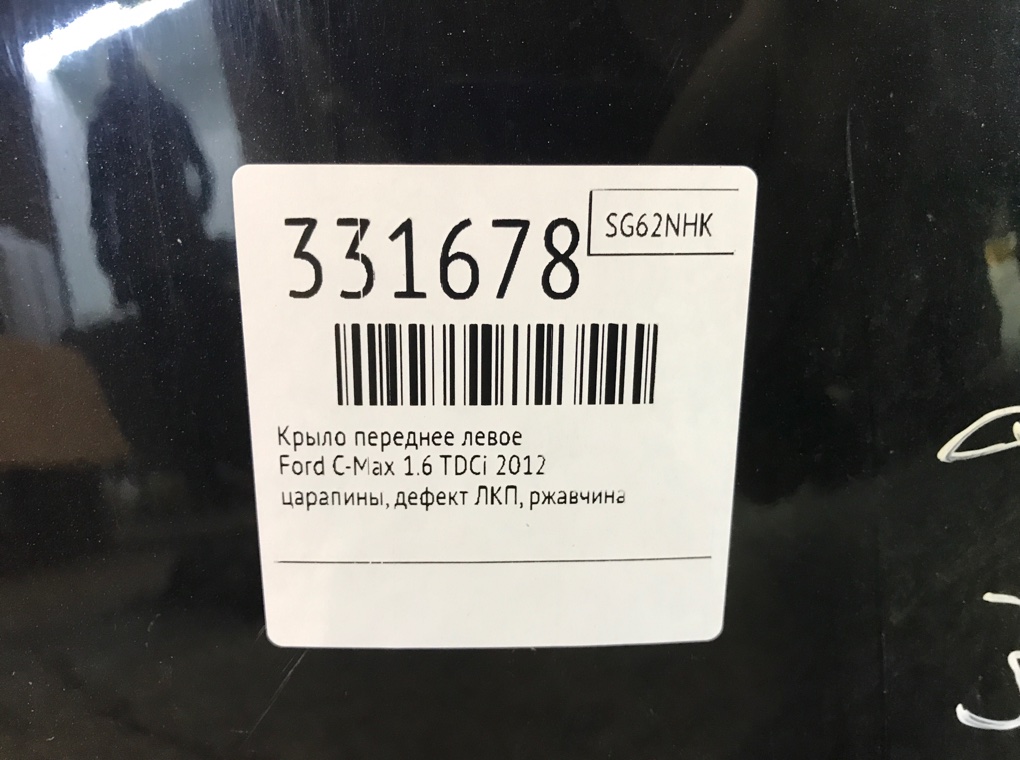 331678
SG62NHK
Крыло переднее левое
Ford C-Max 1.6 TDCi 2012
царапины, дефект ЛКП, ржавчина